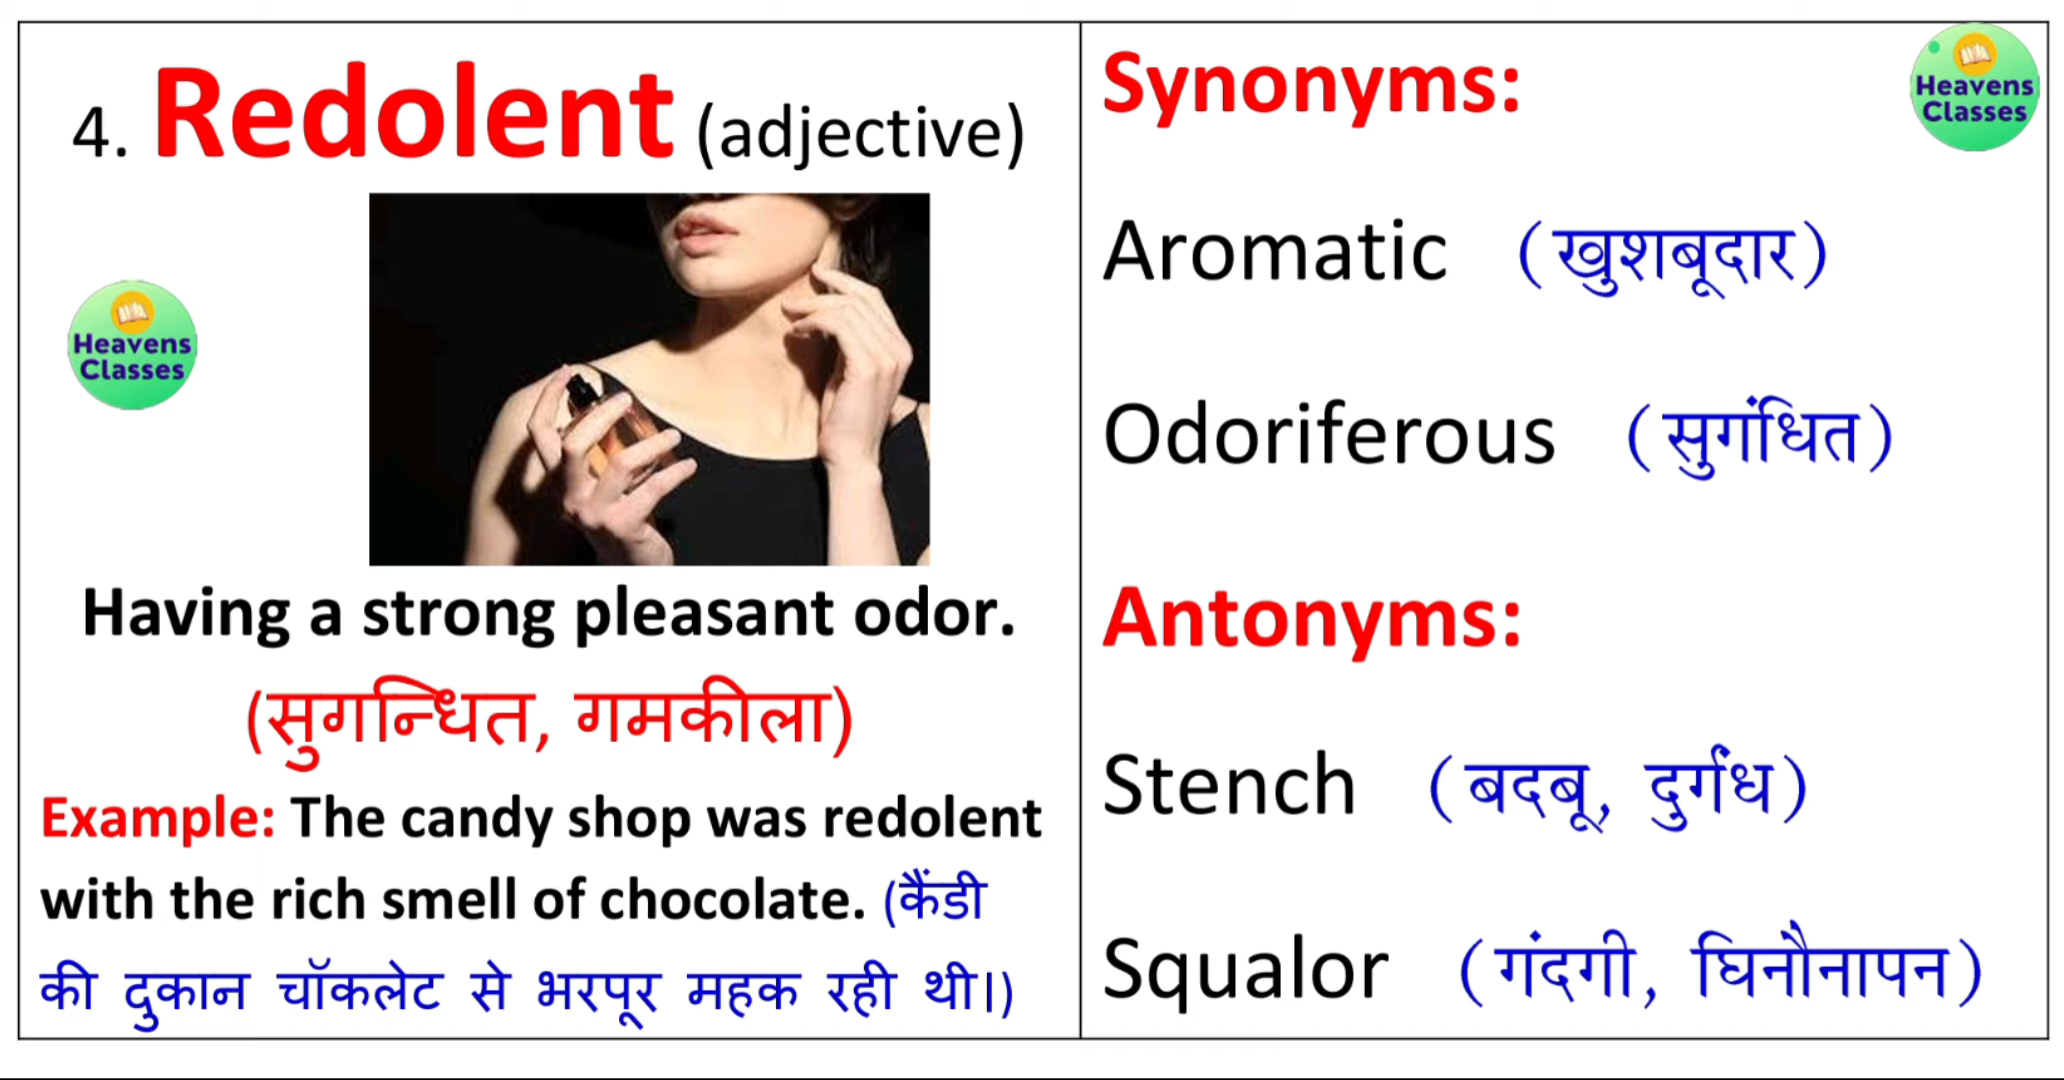 4. Redolent (adjective)
Heavens
Classes
Having a strong pleasant odor.
(सुगन्धित, गमकीला)
Example: The candy shop was redolent
with the rich smell of chocolate. (कैंडी
की दुकान चॉकलेट से भरपूर महक रही थी।)
Synonyms:
Heavens
Classes
Aromatic (खुशबूदार)
Odoriferous (सुगंधित)
Antonyms:
Stench (बदबू, दुर्गंध)
Squalor (गंदगी, घिनौनापन)